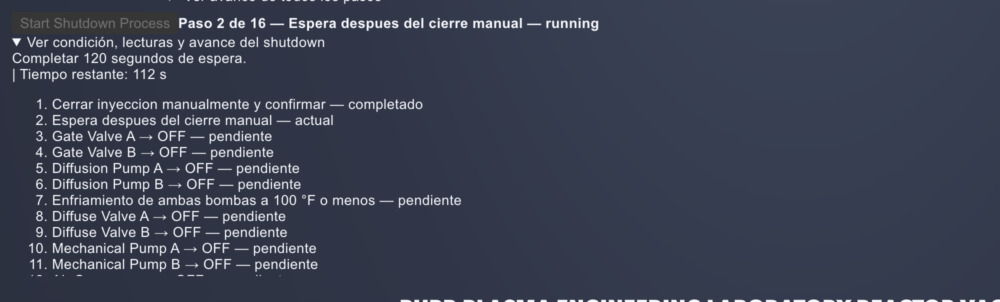 Start Shutdown Process Paso 2 de 16 — Espera despues del cierre manual — running
▼ Ver condición, lecturas y avance del shutdown
Completar 120 segundos de espera.
| Tiempo restante: 112 s
1. Cerrar inyeccion manualmente y confirmar — completado
2. Espera despues del cierre manual — actual
3. Gate Valve A → OFF — pendiente
4. Gate Valve B → OFF — pendiente
5. Diffusion Pump A → OFF — pendiente
6. Diffusion Pump B → OFF — pendiente
7. Enfriamiento de ambas bombas a 100 °F o menos — pendiente
8. Diffuse Valve A → OFF — pendiente
9. Diffuse Valve B → OFF — pendiente
10. Mechanical Pump A → OFF — pendiente
11. Mechanical Pump B → OFF — pendiente
PLASMA ENGINEERING LABORATORY REACTOR